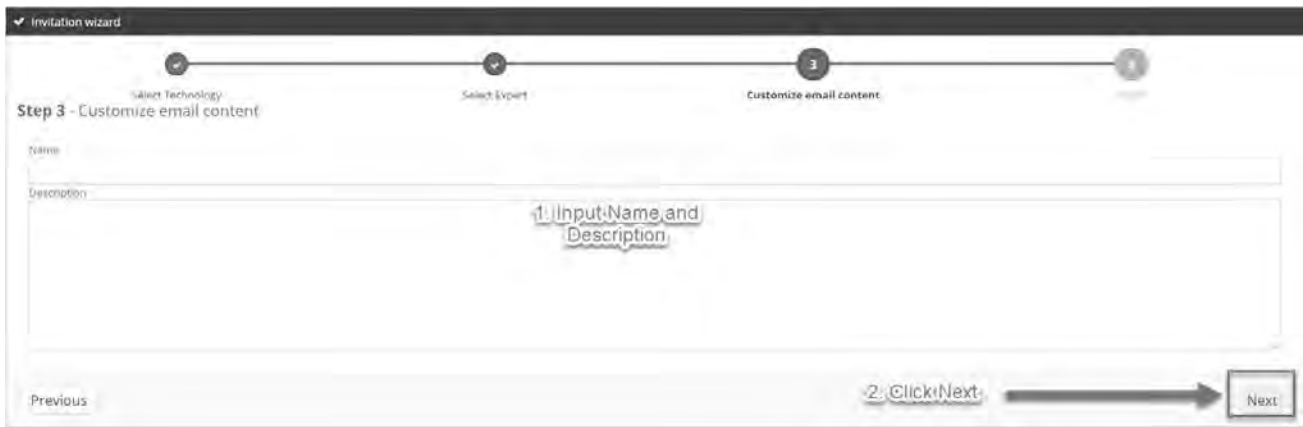 Invitation wizard
3
Select Technology
Select Expert
Customize email content
Step 3 - Customize email content
Name
Description
1. Input Name and
Description
Previous
2. Click Next
Next